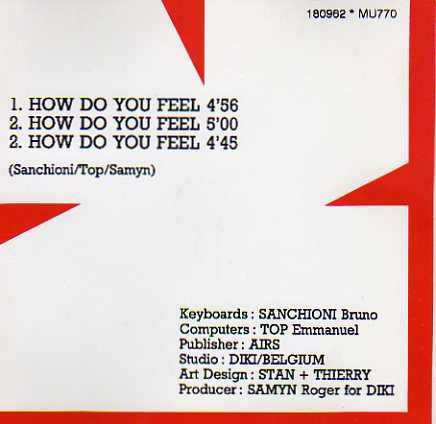 180962 * MU770
1. HOW DO YOU FEEL 4'56
2. HOW DO YOU FEEL 5'00
2. HOW DO YOU FEEL 4'45
(Sanchioni/Top/Samyn)
Keyboards : SANCHIONI Bruno
Computers : TOP Emmanuel
Publisher : AIRS
Studio : DIKI/BELGIUM
Art Design : STAN + THIERRY
Producer : SAMYN Roger for DIKI